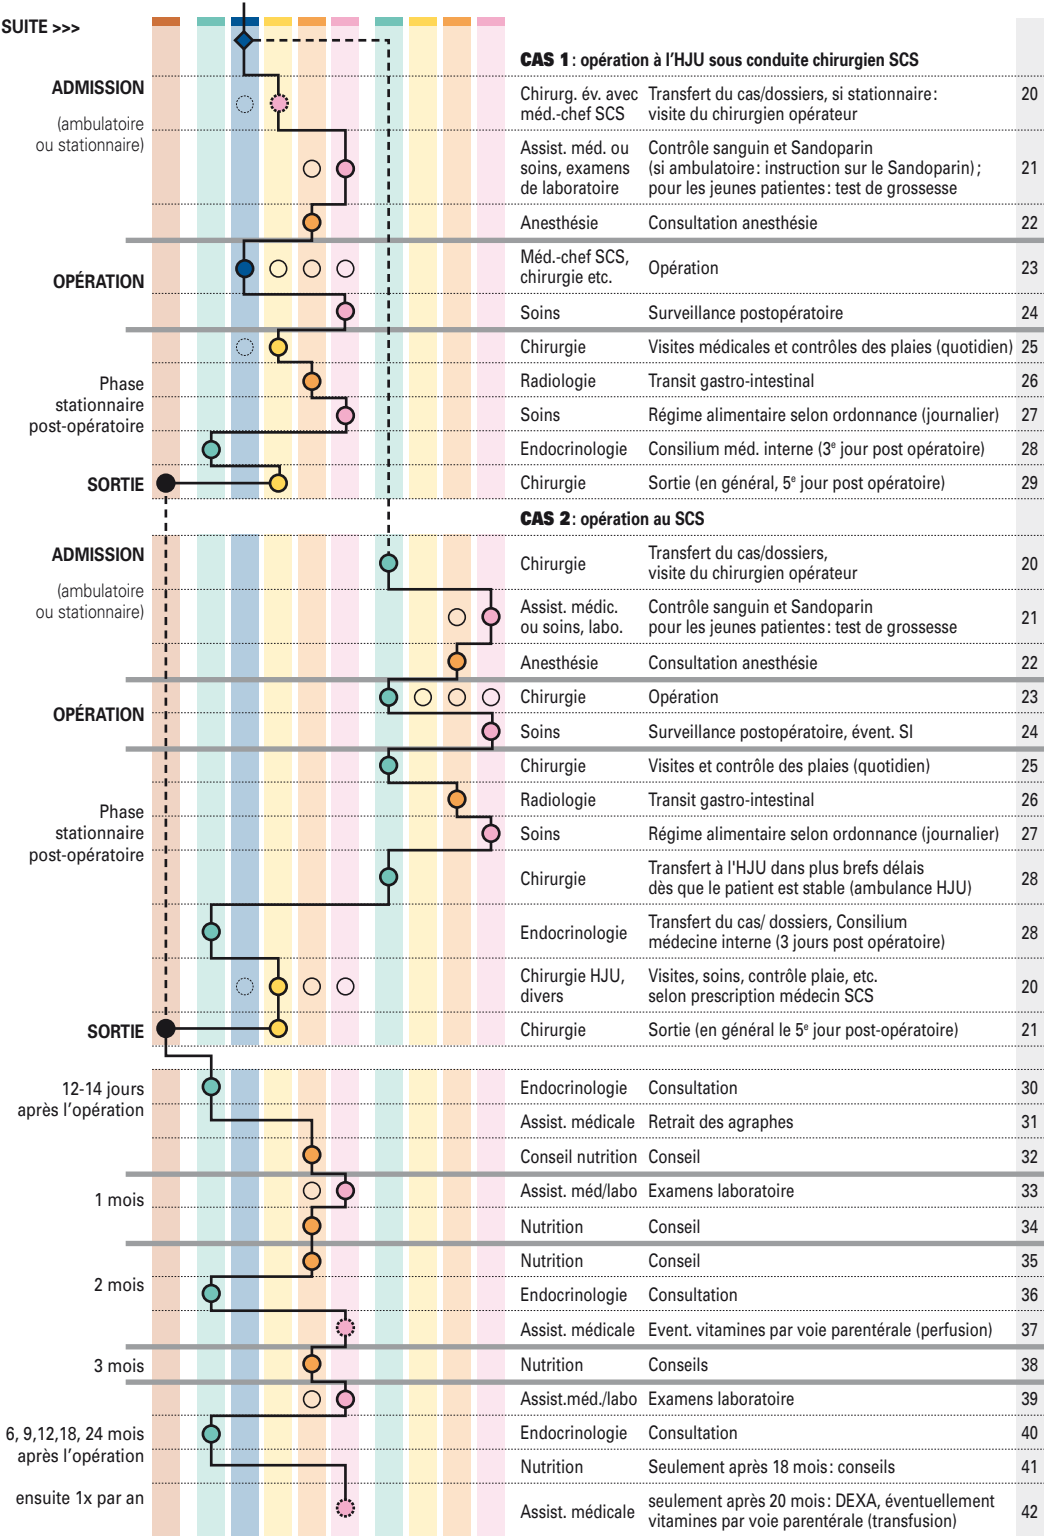 SUITE >>>
CAS 1 : opération à l'HJU sous conduite chirurgien SCS
ADMISSION
(ambulatoire
ou stationnaire)
Chirurg. év. avec
méd.-chef SCS
Transfert du cas/dossiers, si stationnaire :
visite du chirurgien opérateur
20
Assist. méd. ou
soins, examens
de laboratoire
Contrôle sanguin et Sandoparin
(si ambulatoire : instruction sur le Sandoparin) ;
pour les jeunes patientes : test de grossesse
21
Anesthésie Consultation anesthésie 22
OPÉRATION
Méd.-chef SCS,
chirurgie etc.
Opération 23
Soins Surveillance postopératoire 24
Phase
stationnaire
post-opératoire
Chirurgie Visites médicales et contrôles des plaies (quotidien) 25
Radiologie Transit gastro-intestinal 26
Soins Régime alimentaire selon ordonnance (journalier) 27
Endocrinologie Consilium méd. interne (3e jour post opératoire) 28
SORTIE Chirurgie Sortie (en général, 5e jour post opératoire) 29
CAS 2 : opération au SCS
ADMISSION
(ambulatoire
ou stationnaire)
Chirurgie
Transfert du cas/dossiers,
visite du chirurgien opérateur
20
Assist. médic.
ou soins, labo.
Contrôle sanguin et Sandoparin
pour les jeunes patientes : test de grossesse
21
Anesthésie Consultation anesthésie 22
OPÉRATION
Chirurgie Opération 23
Soins Surveillance postopératoire, évent. SI 24
Phase
stationnaire
post-opératoire
Chirurgie Visites et contrôle des plaies (quotidien) 25
Radiologie Transit gastro-intestinal 26
Soins Régime alimentaire selon ordonnance (journalier) 27
Chirurgie
Transfert à l'HJU dans plus brefs délais
dès que le patient est stable (ambulance HJU)
28
Endocrinologie
Transfert du cas/ dossiers, Consilium
médecine interne (3 jours post opératoire)
28
Chirurgie HJU,
divers
Visites, soins, contrôle plaie, etc.
selon prescription médecin SCS
20
SORTIE Chirurgie Sortie (en général le 5e jour post-opératoire) 21
12-14 jours
après l'opération
Endocrinologie Consultation 30
Assist. médicale Retrait des agraphes 31
Conseil nutrition Conseil 32
1 mois
Assist. méd/labo Examens laboratoire 33
Nutrition Conseil 34
2 mois
Nutrition Conseil 35
Endocrinologie Consultation 36
Assist. médicale Event. vitamines par voie parentérale (perfusion) 37
3 mois Nutrition Conseils 38
Assist.méd./labo Examens laboratoire 39
6, 9,12,18, 24 mois
après l'opération
Endocrinologie Consultation 40
Nutrition Seulement après 18 mois : conseils 41
ensuite 1x par an
Assist. médicale
seulement après 20 mois : DEXA, éventuellement
vitamines par voie parentérale (transfusion)
42